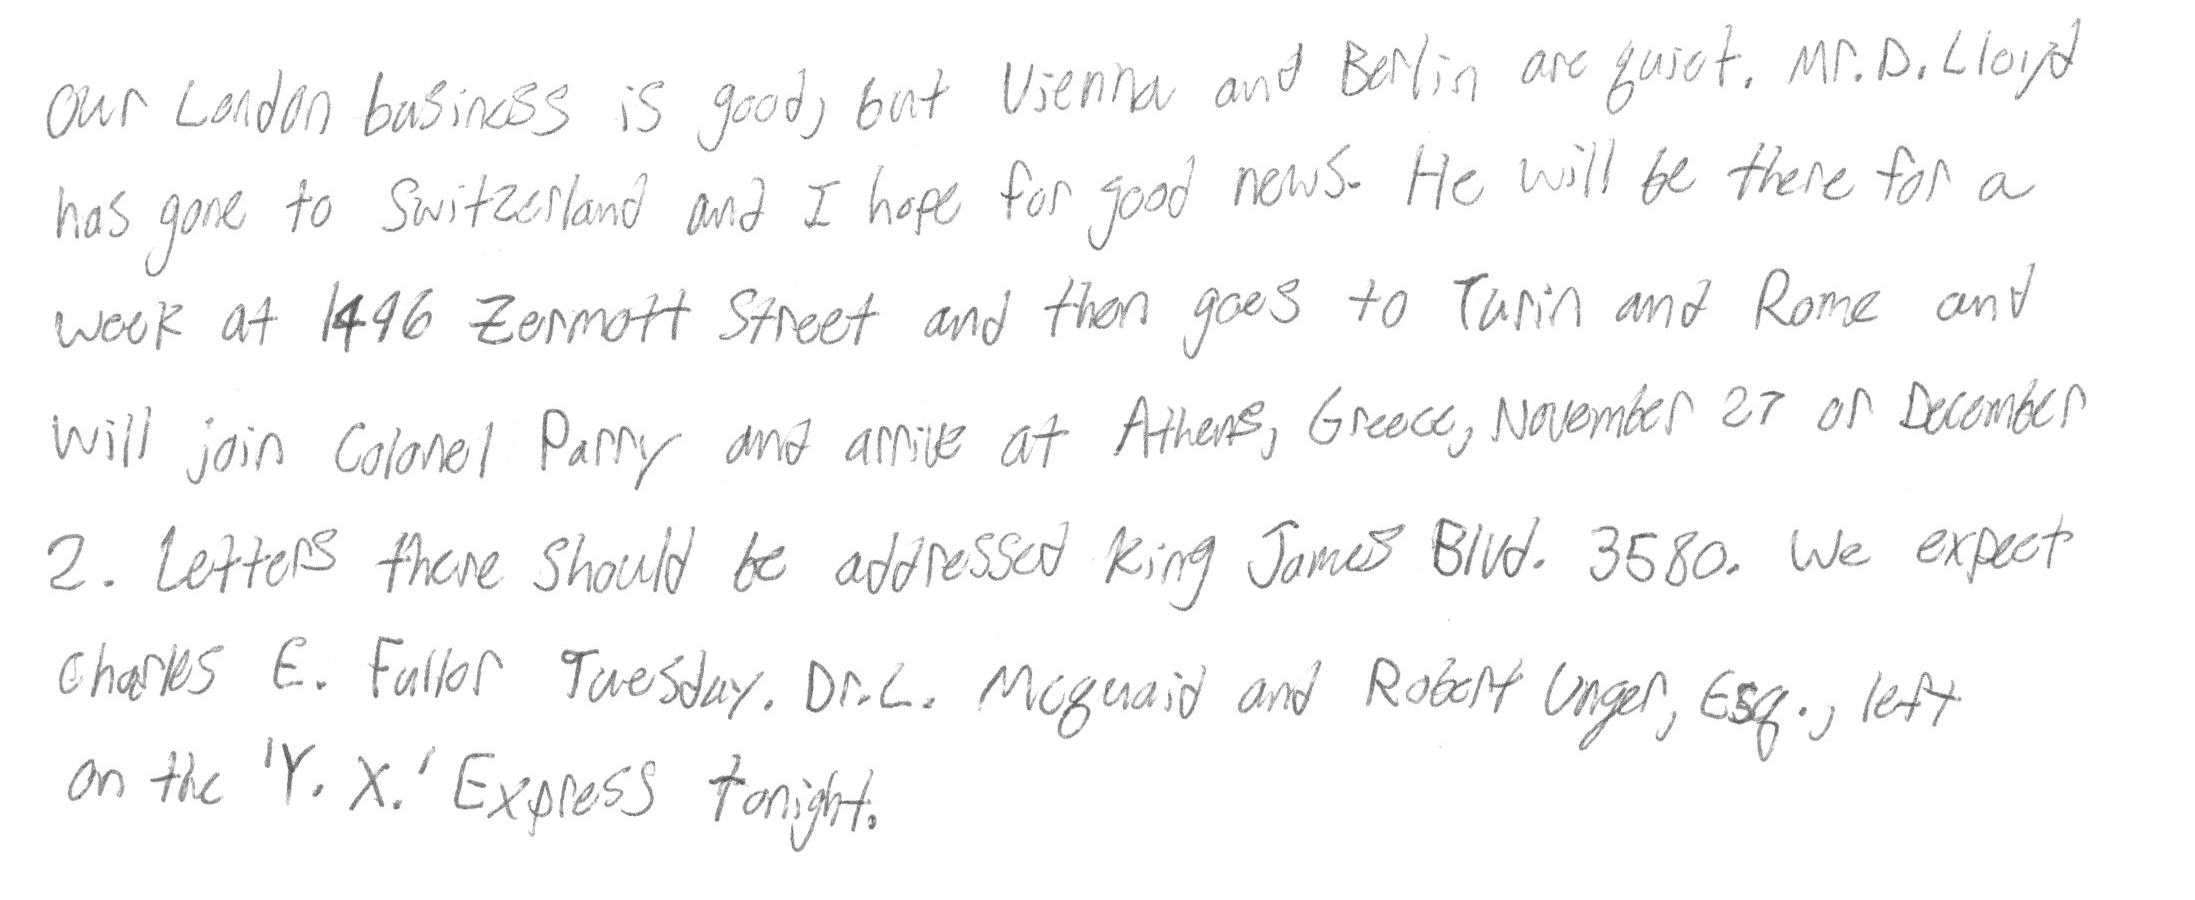 Our London business is good, but Vienna and Berlin are quiet. Mr. D. Lloyd
has gone to Switzerland and I hope for good news. He will be there for a
week at 1496 Zermott Street and then goes to Turin and Rome and
will join Colonel Parry and arrive at Athens, Greece, November 27 or December
2. Letters there should be addressed King James Blvd. 3580. We expect
Charles E. Fuller Tuesday. Dr. L. Mcquaid and Robert Unger, Esq., left
on the 'Y. X.' Express tonight.